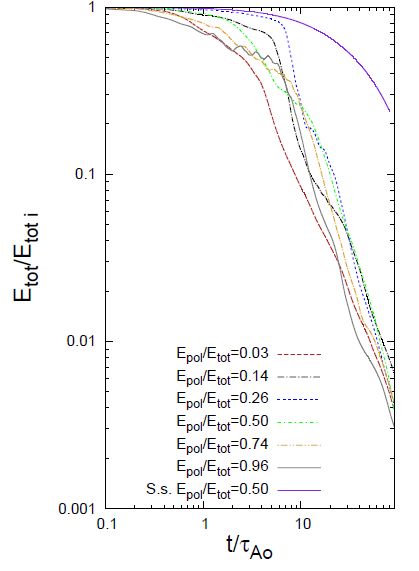 1
0.1
0.01
0.001
E_tot/E_tot i
E_pol/E_tot=0.03
E_pol/E_tot=0.14
E_pol/E_tot=0.26
E_pol/E_tot=0.50
E_pol/E_tot=0.74
E_pol/E_tot=0.96
S.s. E_pol/E_tot=0.50
0.1 1 10
t/τ_Ao